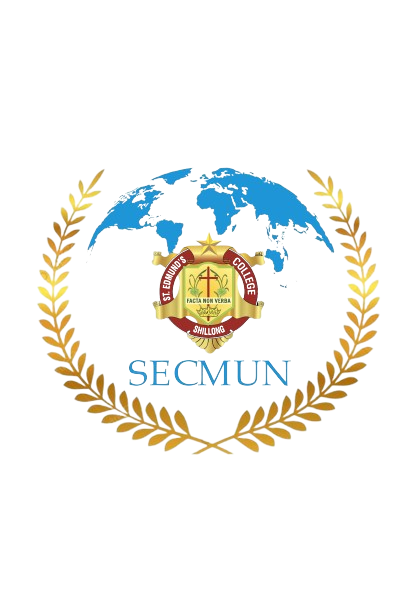 ST. EDMUND'S COLLEGE
FACTA NON VERBA
SHILLONG
SECMUN